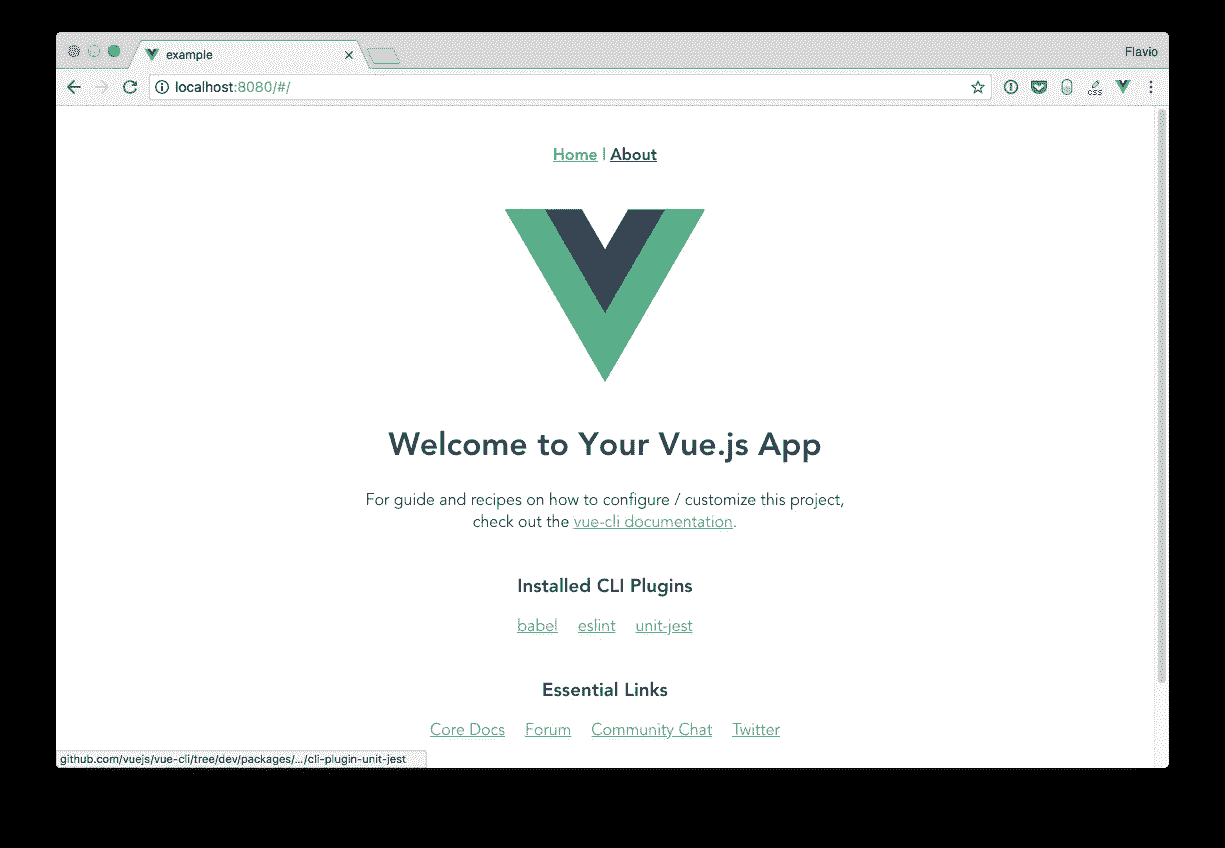 example
Flavio
localhost:8080/#/
css
Home | About
Welcome to Your Vue.js App
For guide and recipes on how to configure / customize this project,
check out the vue-cli documentation.
Installed CLI Plugins
babel eslint unit-jest
Essential Links
Core Docs Forum Community Chat Twitter
github.com/vuejs/vue-cli/tree/dev/packages/.../cli-plugin-unit-jest